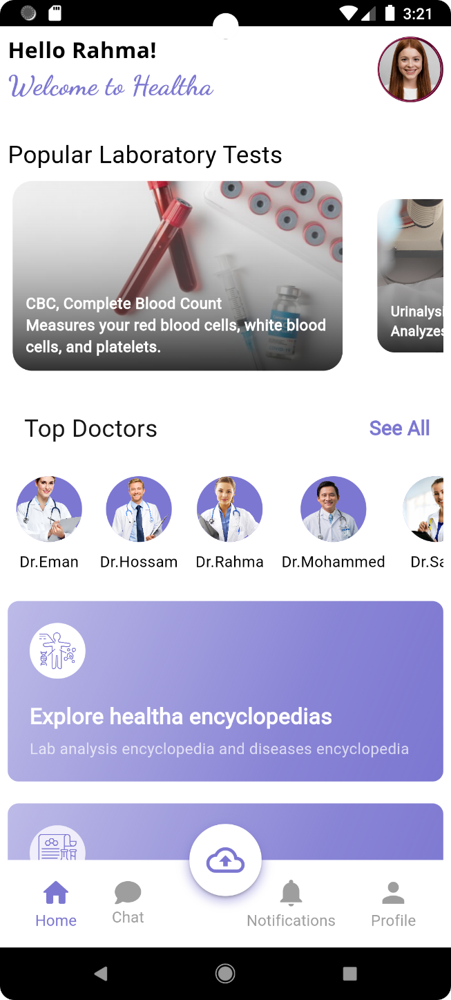 3:21
Hello Rahma!
Welcome to Healtha
Popular Laboratory Tests
CBC, Complete Blood Count
Measures your red blood cells, white blood
cells, and platelets.
Urinalysi
Analyzes
Top Doctors
See All
Dr.Eman
Dr.Hossam
Dr.Rahma
Dr.Mohammed
Dr.Sa
Explore healtha encyclopedias
Lab analysis encyclopedia and diseases encyclopedia
Home
Chat
Notifications
Profile